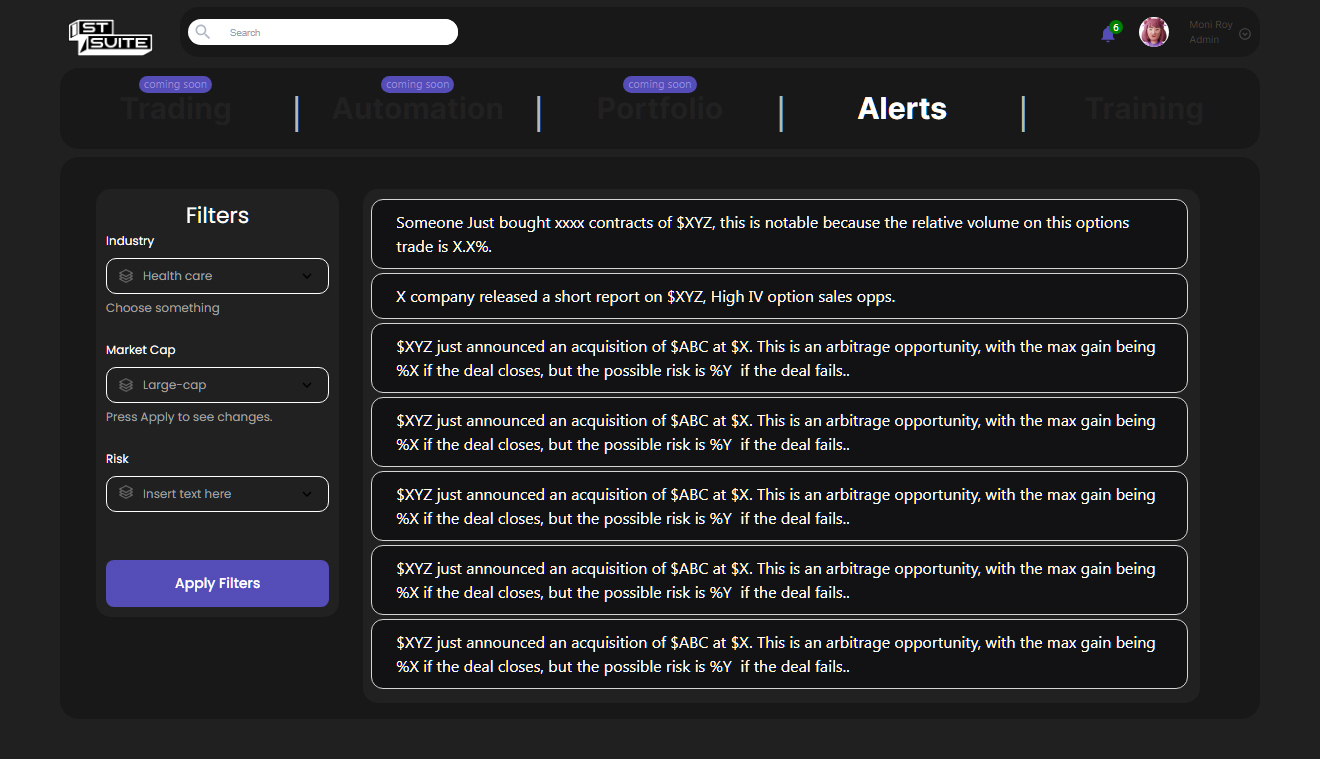 1ST
SUITE
Search
6
Moni Roy
Admin
coming soon
coming soon
coming soon
Trading
Automation
Portfolio
Alerts
Training
Filters
Industry
Health care
Choose something
Market Cap
Large-cap
Press Apply to see changes.
Risk
Insert text here
Apply Filters
Someone Just bought xxxx contracts of $XYZ, this is notable because the relative volume on this options
trade is X.X%.
X company released a short report on $XYZ, High IV option sales opps.
$XYZ just announced an acquisition of $ABC at $X. This is an arbitrage opportunity, with the max gain being
%X if the deal closes, but the possible risk is %Y  if the deal fails..
$XYZ just announced an acquisition of $ABC at $X. This is an arbitrage opportunity, with the max gain being
%X if the deal closes, but the possible risk is %Y  if the deal fails..
$XYZ just announced an acquisition of $ABC at $X. This is an arbitrage opportunity, with the max gain being
%X if the deal closes, but the possible risk is %Y  if the deal fails..
$XYZ just announced an acquisition of $ABC at $X. This is an arbitrage opportunity, with the max gain being
%X if the deal closes, but the possible risk is %Y  if the deal fails..
$XYZ just announced an acquisition of $ABC at $X. This is an arbitrage opportunity, with the max gain being
%X if the deal closes, but the possible risk is %Y  if the deal fails..